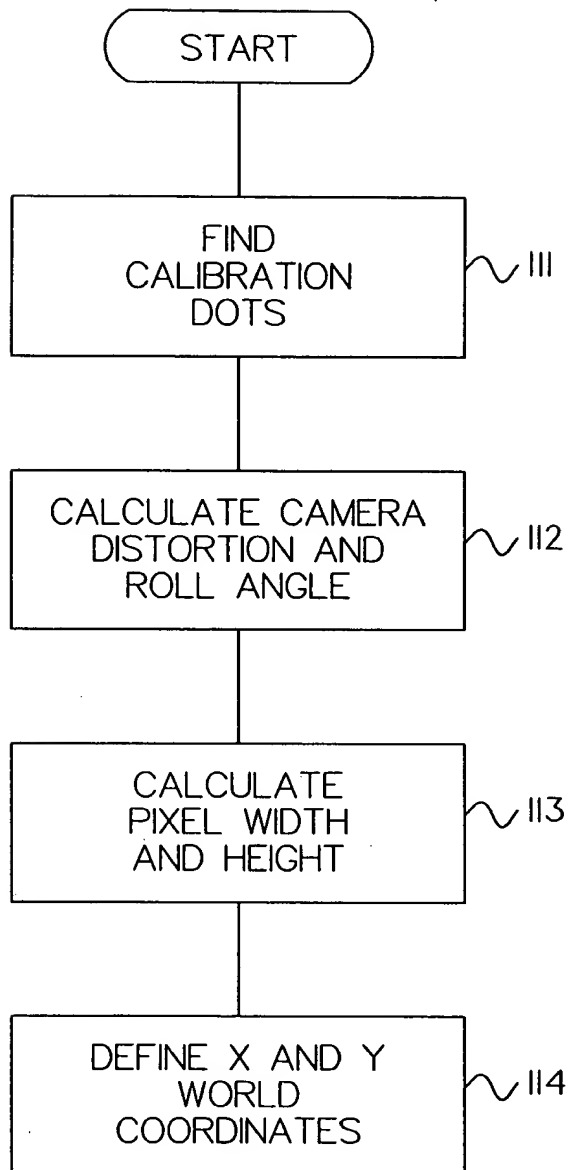 START
FIND
CALIBRATION
DOTS
111
CALCULATE CAMERA
DISTORTION AND
ROLL ANGLE
112
CALCULATE
PIXEL WIDTH
AND HEIGHT
113
DEFINE X AND Y
WORLD
COORDINATES
114